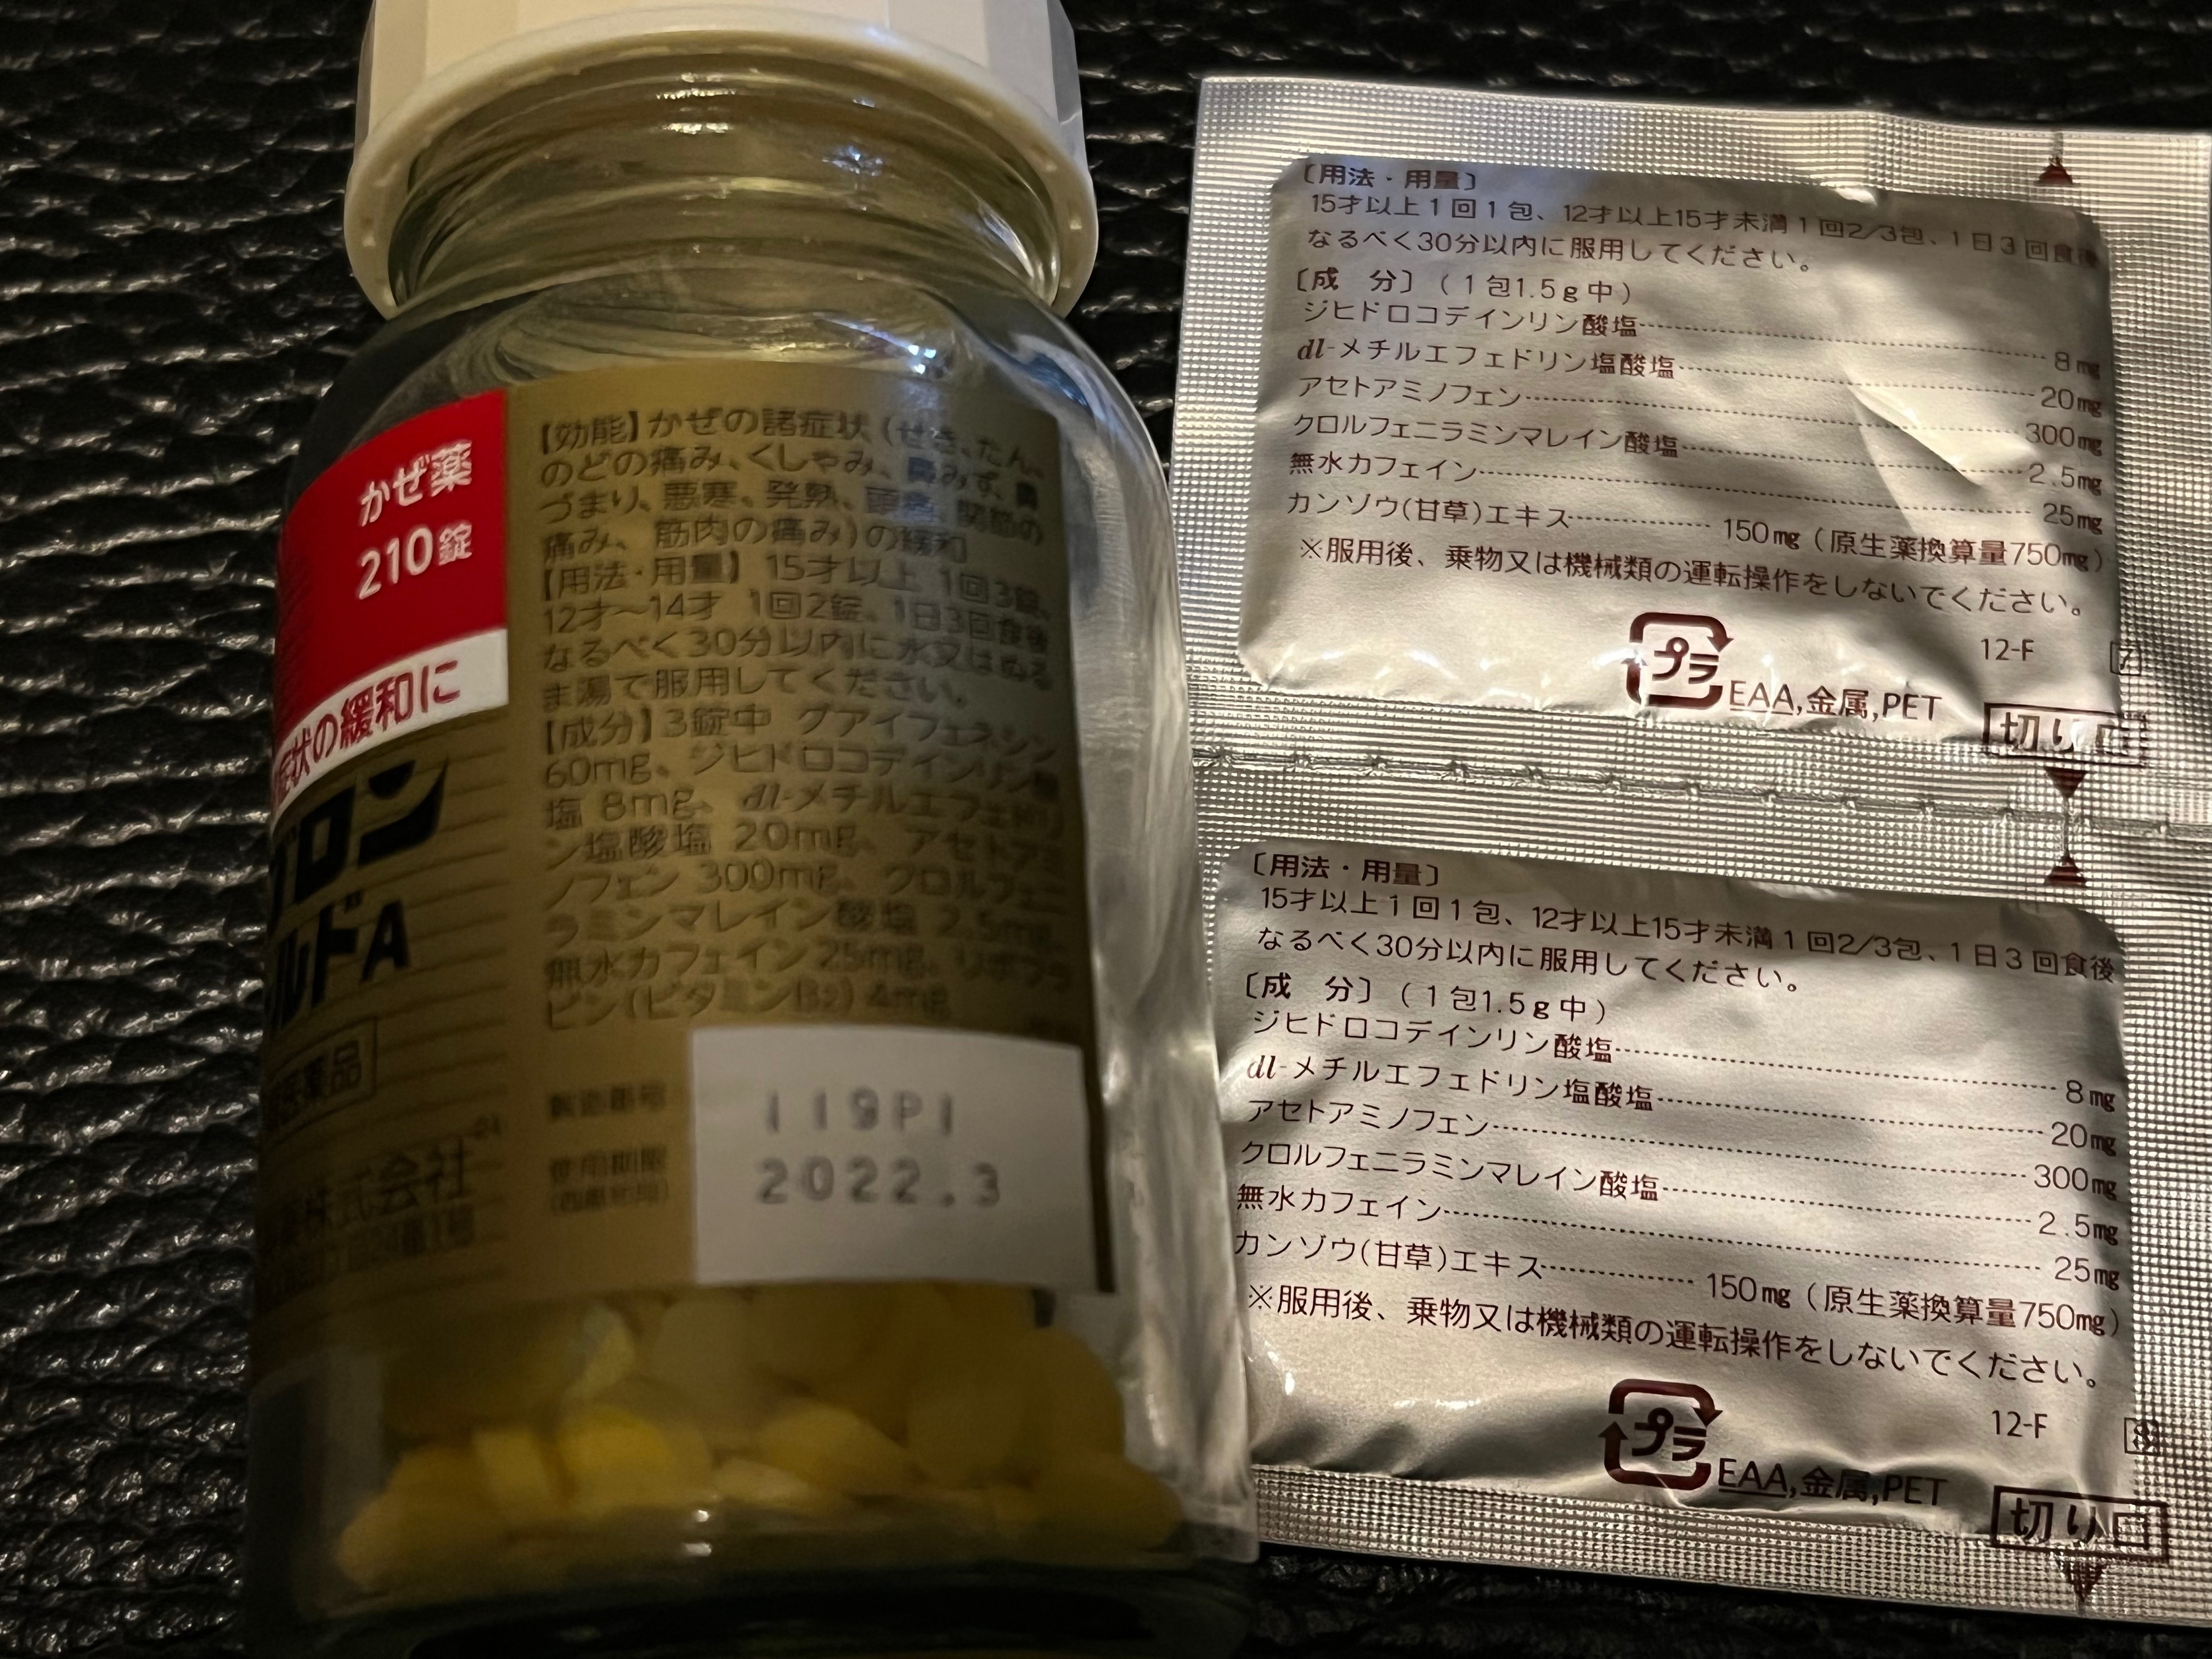 かぜ薬
210錠
症状の緩和に
イロン
ルドA
医薬品
株式会社
【効能】かぜの諸症状(せき、たん、
のどの痛み、くしゃみ、鼻みず、鼻
づまり、悪寒、発熱、頭痛、関節の
痛み、筋肉の痛み)の緩和
【用法・用量】15才以上 1回3錠、
12才〜14才 1回2錠、1日3回食後
なるべく30分以内に水又はぬる
ま湯で服用してください。
【成分】3錠中 グアイフェネシン
60mg、ジヒドロコデインリン酸
塩 8mg、dl-メチルエフェドリ
ン塩酸塩 20mg、アセトアミ
ノフェン 300mg、クロルフェニ
ラミンマレイン酸塩 2.5mg、
無水カフェイン25mg、リボフラ
ビン(ビタミンB2) 4mg
製造番号 119P1
使用期限 2022.3
〔用法・用量〕
15才以上1回1包、12才以上15才未満1回2/3包、1日3回食後
なるべく30分以内に服用してください。
〔成 分〕(1包1.5g中)
ジヒドロコデインリン酸塩 8mg
dl-メチルエフェドリン塩酸塩 20mg
アセトアミノフェン 300mg
クロルフェニラミンマレイン酸塩 2.5mg
無水カフェイン 25mg
カンゾウ(甘草)エキス 150mg(原生薬換算量750mg)
※服用後、乗物又は機械類の運転操作をしないでください。
プラ EAA,金属,PET
12-F
切り口
〔用法・用量〕
15才以上1回1包、12才以上15才未満1回2/3包、1日3回食後
なるべく30分以内に服用してください。
〔成 分〕(1包1.5g中)
ジヒドロコデインリン酸塩 8mg
dl-メチルエフェドリン塩酸塩 20mg
アセトアミノフェン 300mg
クロルフェニラミンマレイン酸塩 2.5mg
無水カフェイン 25mg
カンゾウ(甘草)エキス 150mg(原生薬換算量750mg)
※服用後、乗物又は機械類の運転操作をしないでください。
プラ EAA,金属,PET
12-F
切り口